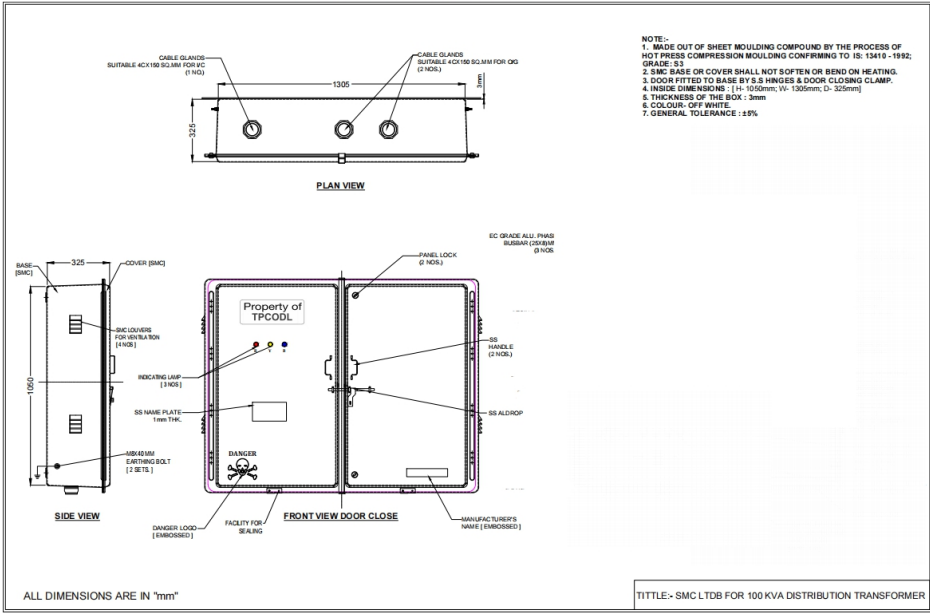 CABLE GLANDS
SUITABLE 4CX150 SQ.MM FOR I/C
(1 NO.)
CABLE GLANDS
SUITABLE 4CX150 SQ.MM FOR O/G
(2 NOS.)
1305
3mm
325
PLAN VIEW
NOTE:-
1. MADE OUT OF SHEET MOULDING COMPOUND BY THE PROCESS OF
HOT PRESS COMPRESSION MOULDING CONFIRMING TO IS: 13410 - 1992;
GRADE: S3
2. SMC BASE OR COVER SHALL NOT SOFTEN OR BEND ON HEATING.
3. DOOR FITTED TO BASE BY S.S HINGES & DOOR CLOSING CLAMP.
4. INSIDE DIMENSIONS : [ H- 1050mm; W- 1305mm; D- 325mm]
5. THICKNESS OF THE BOX : 3mm
6. COLOUR- OFF WHITE.
7. GENERAL TOLERANCE : ±5%
BASE
[SMC]
325
COVER [SMC]
SMC LOUVERS
FOR VENTILATION
[ 4 NOS ]
1050
M8X40 MM
EARTHING BOLT
[ 2 SETS. ]
SIDE VIEW
EC GRADE ALU. PHAS
BUSBAR (25X8)M
(3 NOS
PANEL LOCK
(2 NOS.)
Property of
TPCODL
R Y B
INDICATING LAMP
[ 3 NOS ]
SS
HANDLE
(2 NOS.)
SS NAME PLATE
1mm THK.
SS ALDROP
DANGER
DANGER LOGO
[ EMBOSSED ]
FACILITY FOR
SEALING
FRONT VIEW DOOR CLOSE
MANUFACTURER'S
NAME [ EMBOSSED ]
ALL DIMENSIONS ARE IN "mm"
TITTLE:- SMC LTDB FOR 100 KVA DISTRIBUTION TRANSFORMER